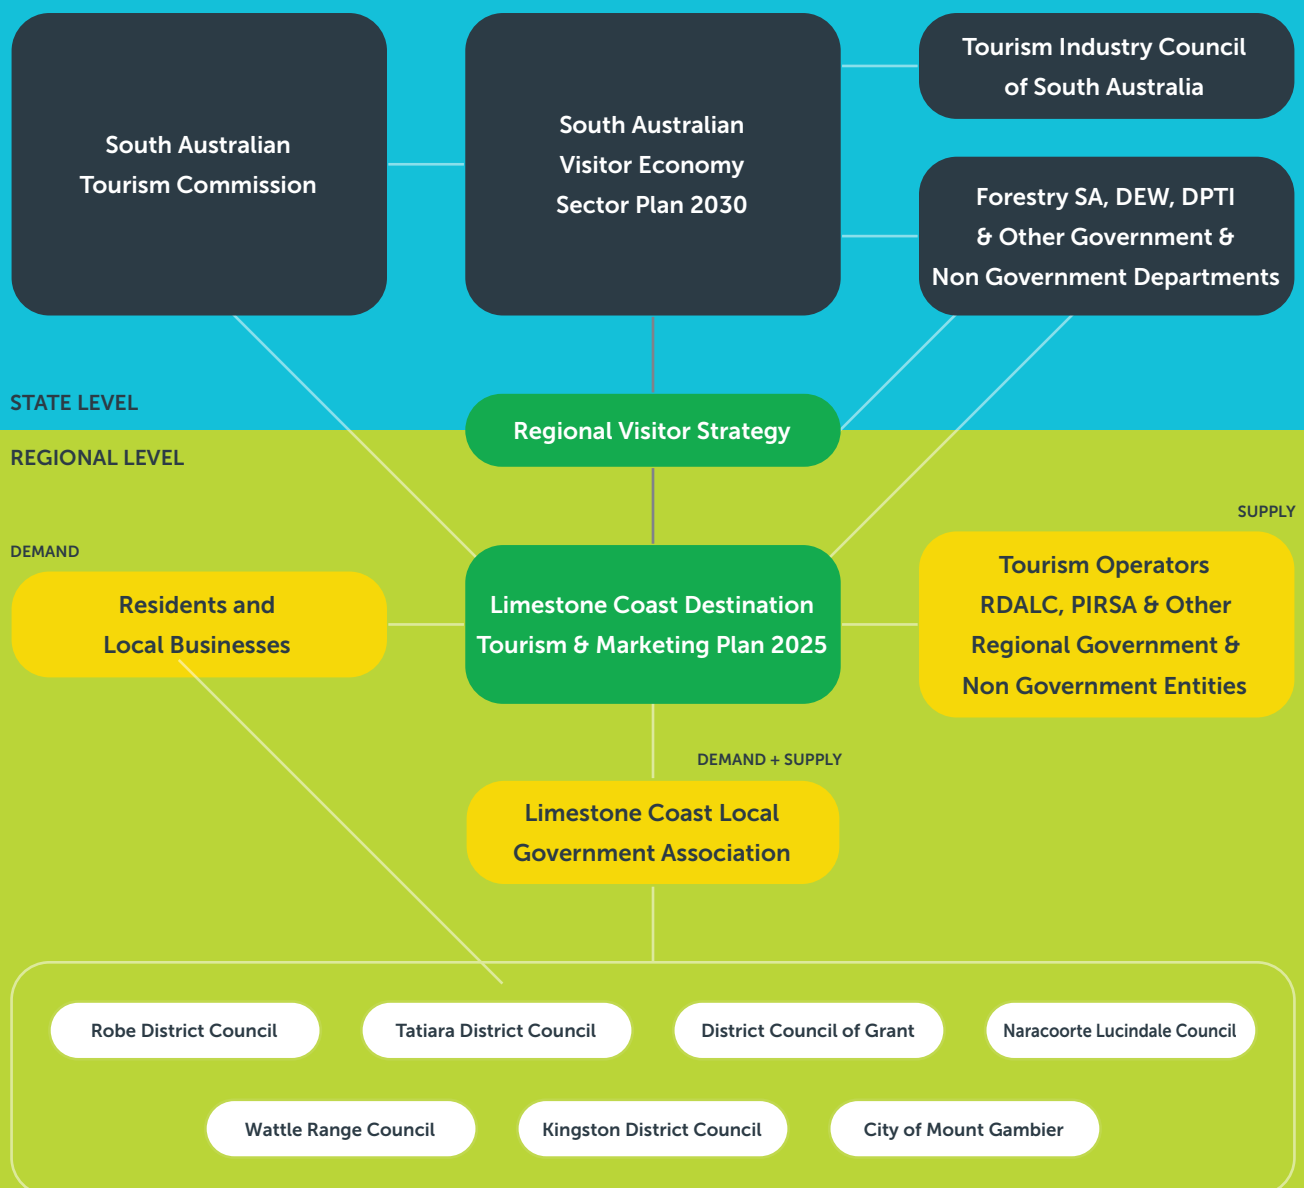 South Australian
Tourism Commission
South Australian
Visitor Economy
Sector Plan 2030
Tourism Industry Council
of South Australia
Forestry SA, DEW, DPTI
& Other Government &
Non Government Departments
STATE LEVEL
Regional Visitor Strategy
REGIONAL LEVEL
DEMAND
Residents and
Local Businesses
Limestone Coast Destination
Tourism & Marketing Plan 2025
SUPPLY
Tourism Operators
RDALC, PIRSA & Other
Regional Government &
Non Government Entities
DEMAND + SUPPLY
Limestone Coast Local
Government Association
Robe District Council
Tatiara District Council
District Council of Grant
Naracoorte Lucindale Council
Wattle Range Council
Kingston District Council
City of Mount Gambier